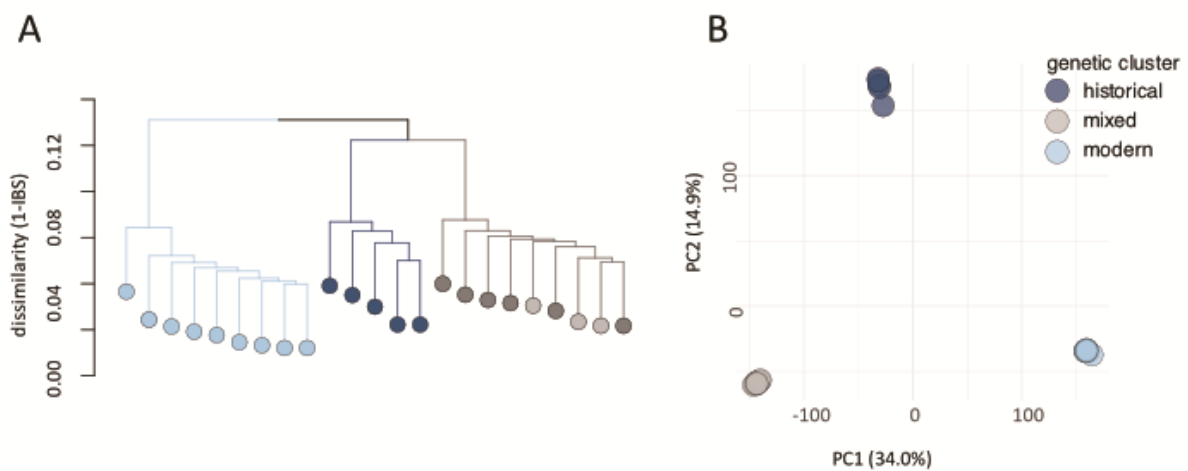 A
dissimilarity (1-IBS)
0.12
0.08
0.04
0.00
B
genetic cluster
historical
mixed
modern
PC2 (14.9%)
100
0
-100
0
100
PC1 (34.0%)